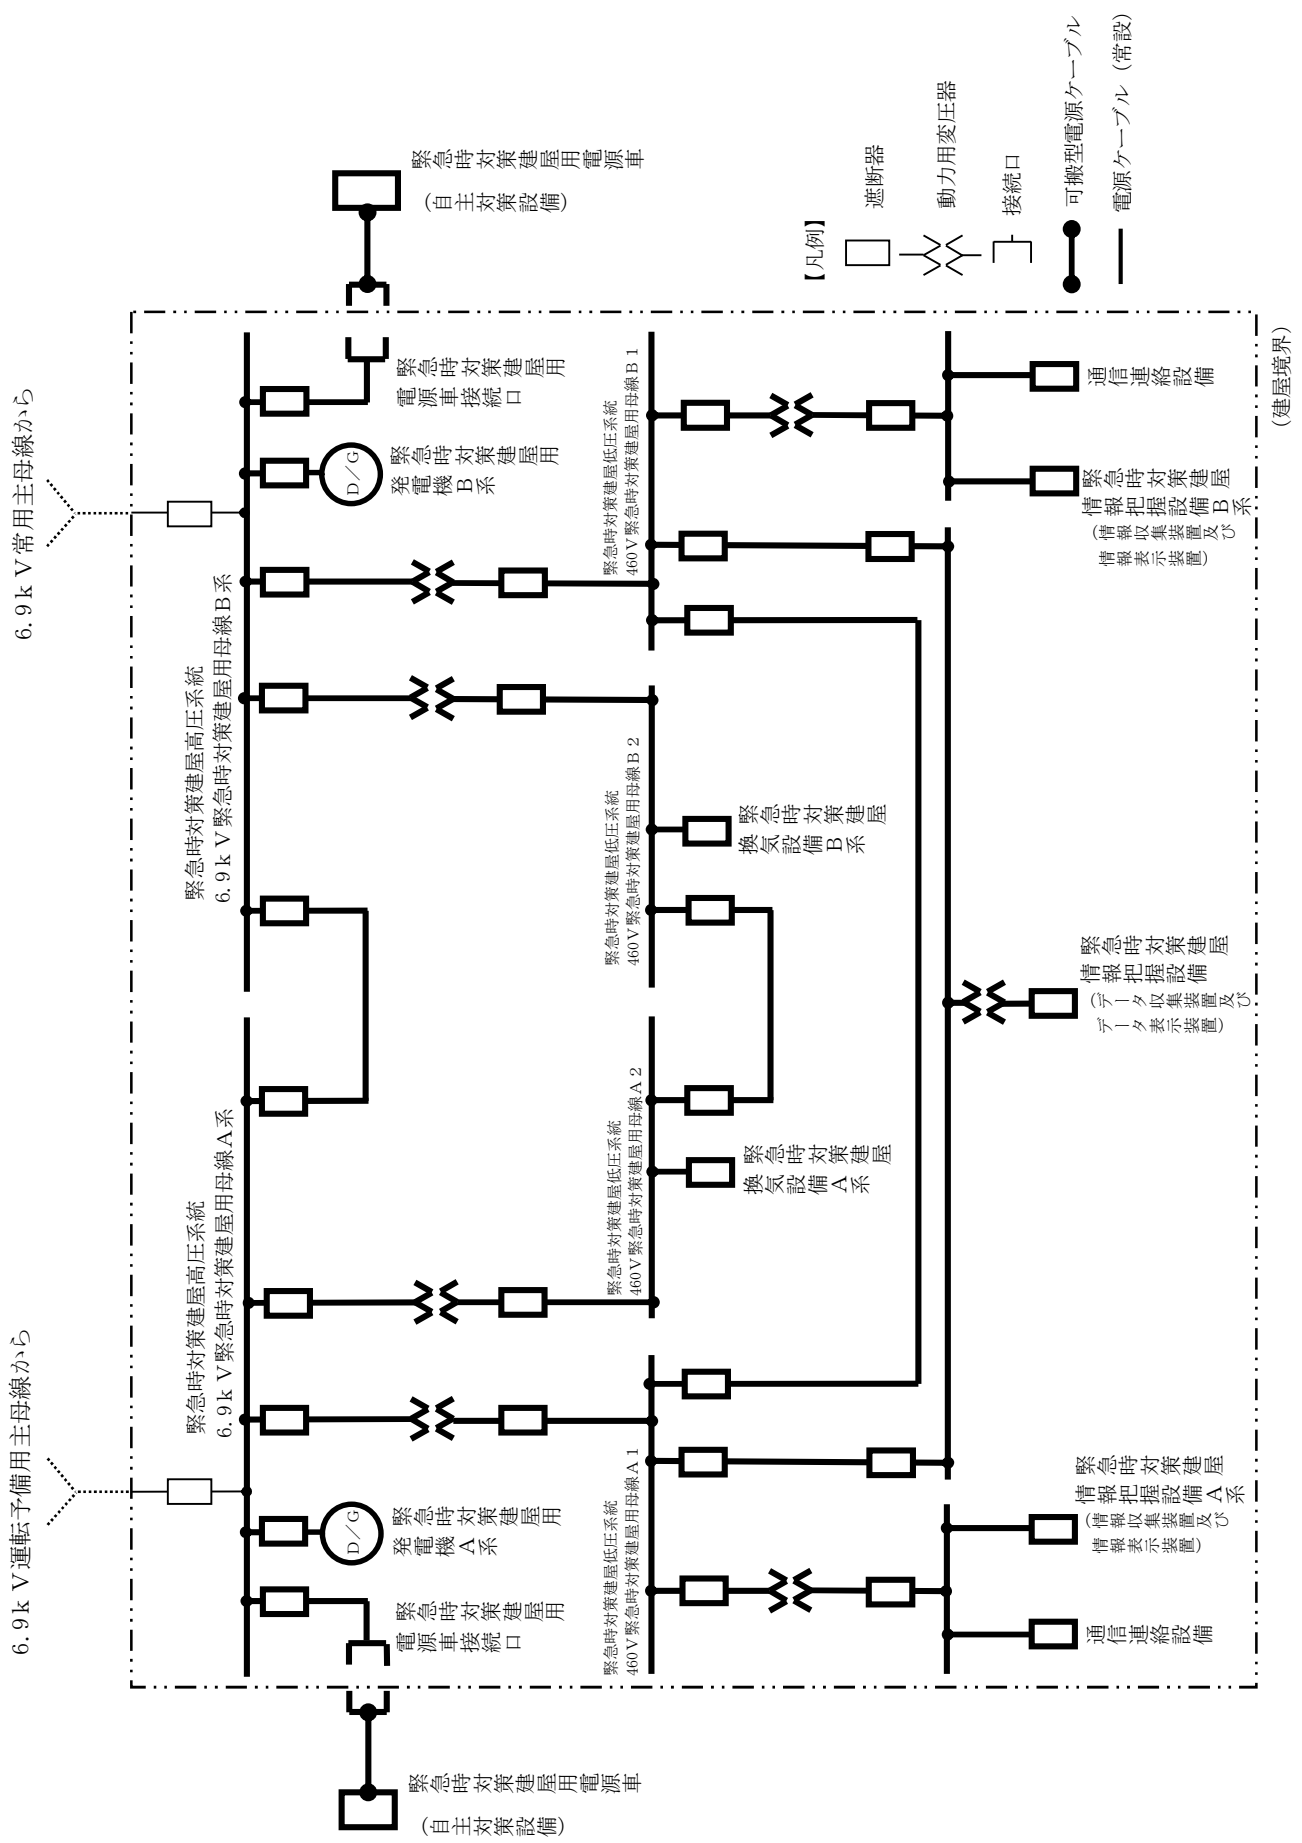 6.9ｋＶ運転予備用主母線から
6.9ｋＶ常用主母線から
緊急時対策建屋高圧系統
6.9ｋＶ緊急時対策建屋用母線Ａ系
緊急時対策建屋高圧系統
6.9ｋＶ緊急時対策建屋用母線Ｂ系
緊急時対策建屋用電源車
（自主対策設備）
緊急時対策建屋用
電源車接続口
Ｄ／Ｇ
緊急時対策建屋用
発電機Ａ系
Ｄ／Ｇ
緊急時対策建屋用
発電機Ｂ系
緊急時対策建屋用
電源車接続口
緊急時対策建屋用電源車
（自主対策設備）
緊急時対策建屋低圧系統
460Ｖ緊急時対策建屋用母線Ａ１
緊急時対策建屋低圧系統
460Ｖ緊急時対策建屋用母線Ａ２
緊急時対策建屋低圧系統
460Ｖ緊急時対策建屋用母線Ｂ２
緊急時対策建屋低圧系統
460Ｖ緊急時対策建屋用母線Ｂ１
緊急時対策建屋
換気設備Ａ系
緊急時対策建屋
換気設備Ｂ系
通信連絡設備
緊急時対策建屋
情報把握設備Ａ系
（情報収集装置及び
情報表示装置）
緊急時対策建屋
情報把握設備
（データ収集装置及び
データ表示装置）
緊急時対策建屋
情報把握設備Ｂ系
（情報収集装置及び
情報表示装置）
通信連絡設備
（建屋境界）
【凡例】
遮断器
動力用変圧器
接続口
可搬型電源ケーブル
電源ケーブル（常設）